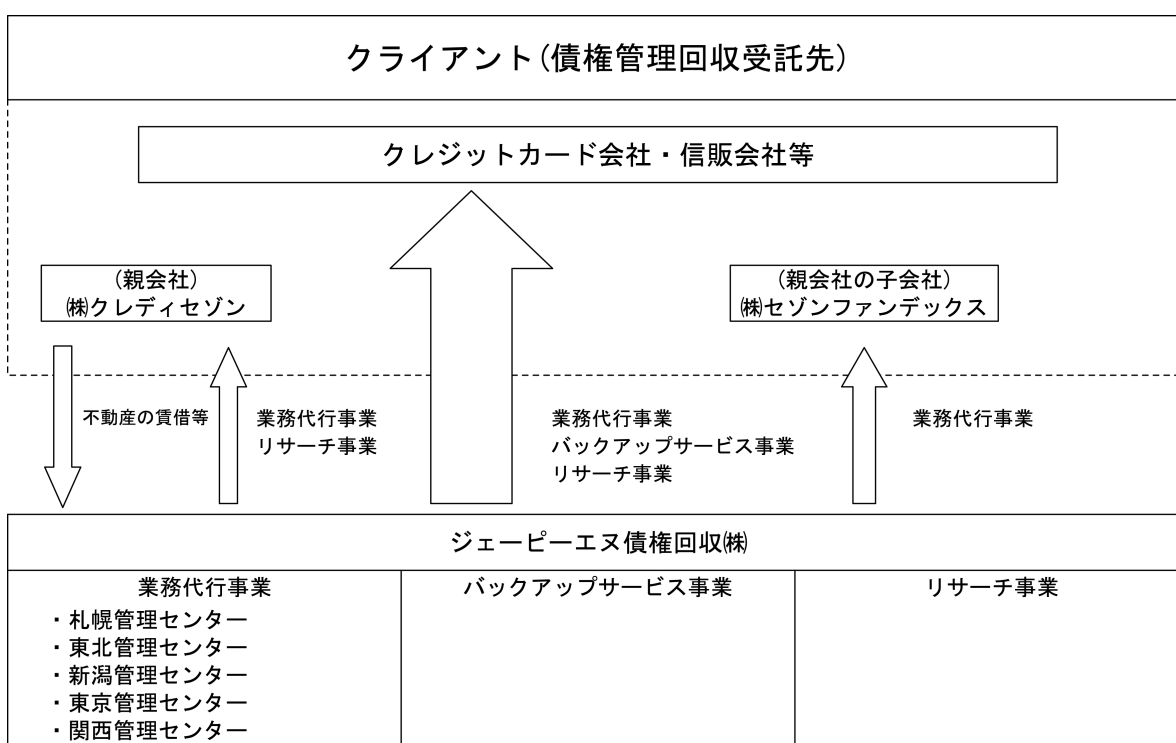 クライアント(債権管理回収受託先)
クレジットカード会社・信販会社等
(親会社)
㈱クレディセゾン
(親会社の子会社)
㈱セゾンファンデックス
不動産の賃借等
業務代行事業
リサーチ事業
業務代行事業
バックアップサービス事業
リサーチ事業
業務代行事業
ジェーピーエヌ債権回収㈱
業務代行事業
・札幌管理センター
・東北管理センター
・新潟管理センター
・東京管理センター
・関西管理センター
バックアップサービス事業
リサーチ事業